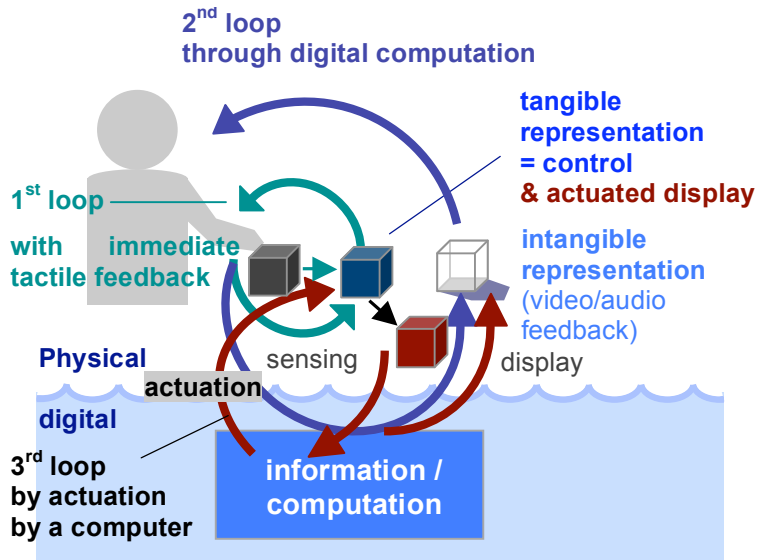 2nd loop
through digital computation
tangible
representation
= control
& actuated display
1st loop
with immediate
tactile feedback
intangible
representation
(video/audio
feedback)
Physical
sensing
display
actuation
digital
3rd loop
by actuation
by a computer
information /
computation